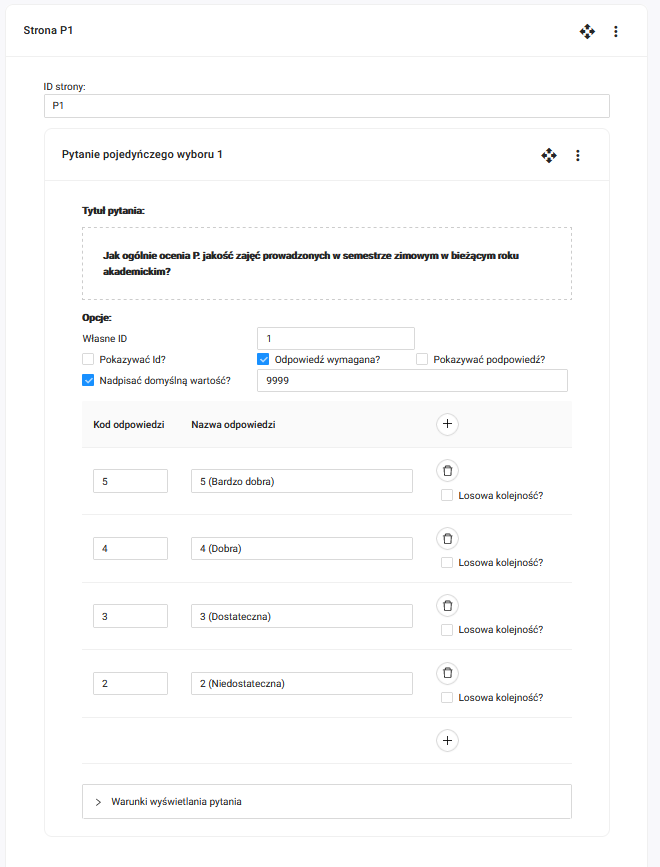 Strona P1
ID strony:
P1
Pytanie pojedyńczego wyboru 1
Tytuł pytania:
Jak ogólnie ocenia P. jakość zajęć prowadzonych w semestrze zimowym w bieżącym roku
akademickim?
Opcje:
Własne ID
1
Pokazywać Id?
Odpowiedź wymagana?
Pokazywać podpowiedź?
Nadpisać domyślną wartość?
9999
Kod odpowiedzi
Nazwa odpowiedzi
5
5 (Bardzo dobra)
Losowa kolejność?
4
4 (Dobra)
Losowa kolejność?
3
3 (Dostateczna)
Losowa kolejność?
2
2 (Niedostateczna)
Losowa kolejność?
Warunki wyświetlania pytania